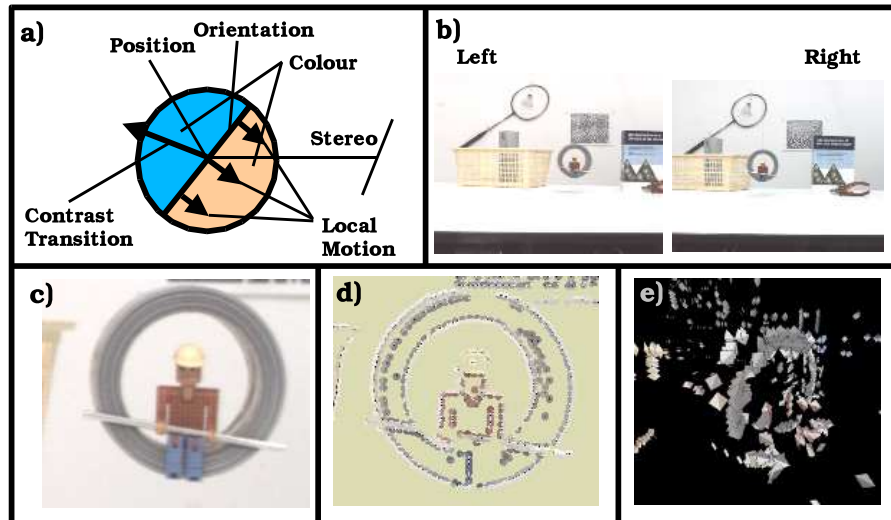 a)
Orientation
Position
Colour
Stereo
Contrast
Transition
Local
Motion
b)
Left
Right
c)
d)
e)